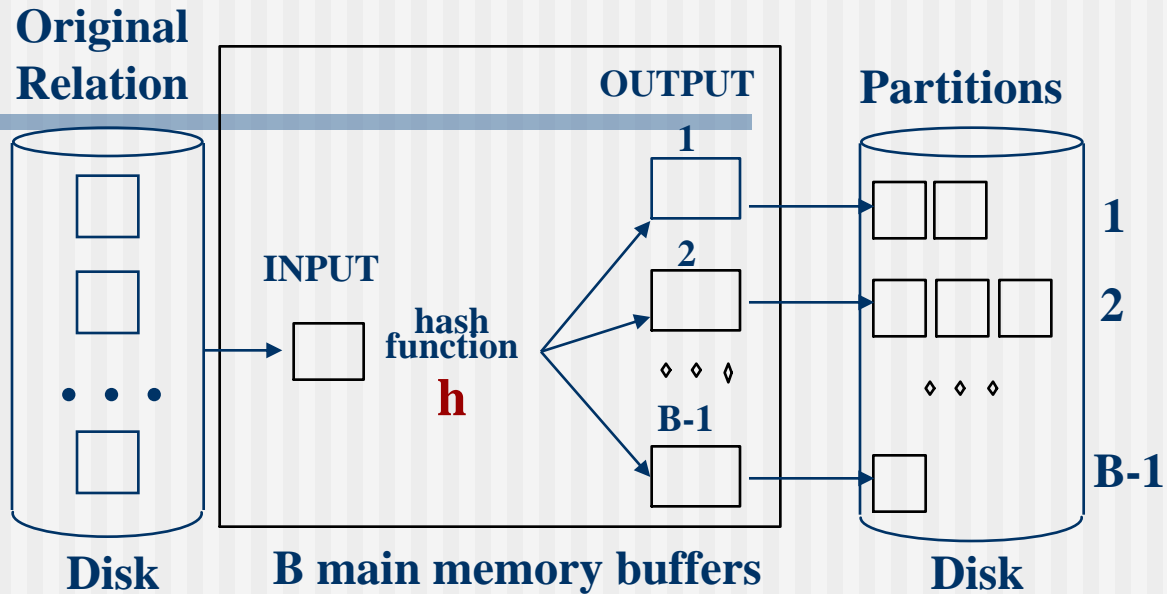 Original
Relation
OUTPUT
Partitions
1
1
INPUT
2
2
hash
function
h
B-1
B-1
Disk
B main memory buffers
Disk